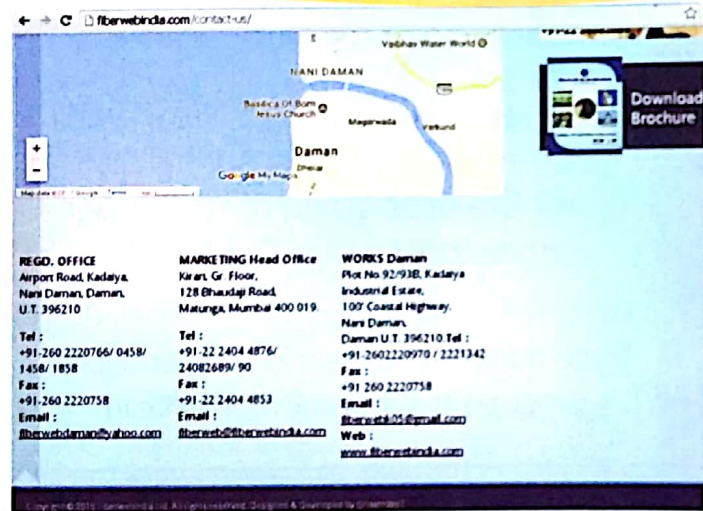 fiberwebindia.com/contact-us/
Vaibhav Water World
NANI DAMAN
Basilica Of Bom
Jesus Church
Magarwada
Varkund
Daman
Google My Maps
Terms
Download
Brochure
REGD. OFFICE
Airport Road, Kadaiya,
Nani Daman, Daman,
U.T. 396210
Tel :
+91-260 2220766/ 0458/
1458/ 1858
Fax :
+91-260 2220758
Email :
fiberwebdaman@yahoo.com
MARKETING Head Office
Kiran, Gr. Floor,
128 Bhaudaji Road,
Matunga, Mumbai 400 019.
Tel :
+91-22 2404 4876/
24082689/ 90
Fax :
+91-22 2404 4853
Email :
fiberweb@fiberwebindia.com
WORKS Daman
Plot No 92/93B, Kadaiya
Industrial Estate,
100' Coastal Highway,
Nani Daman,
Daman U.T. 396210.Tel :
+91-2602220970 / 2221342
Fax :
+91 260 2220758
Email :
@gmail.com
Web :
www.fiberwebindia.com